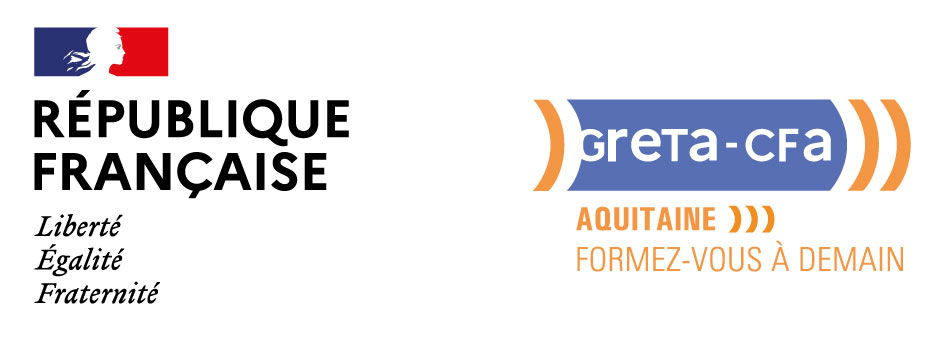 RÉPUBLIQUE
FRANÇAISE
Liberté
Égalité
Fraternité
GreTa-CFa
AQUITAINE
FORMEZ-VOUS À DEMAIN